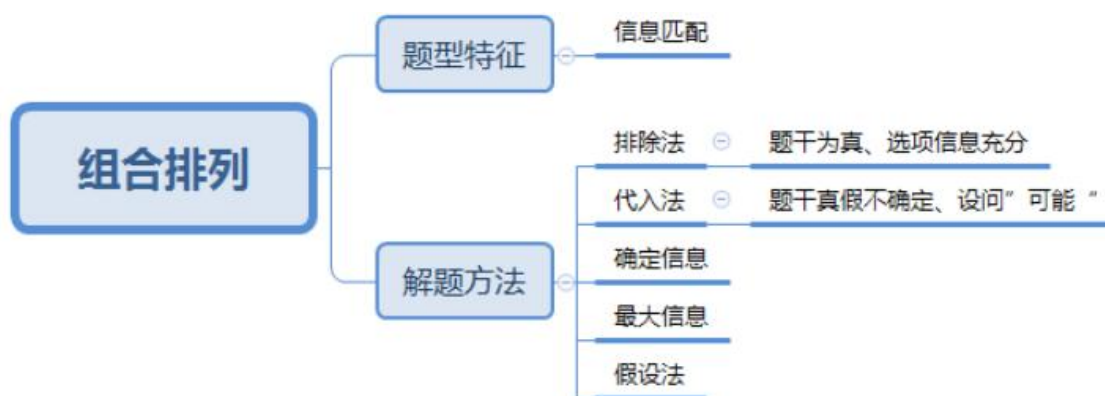 组合排列
题型特征
信息匹配
解题方法
排除法
题干为真、选项信息充分
代入法
题干真假不确定、设问”可能“
确定信息
最大信息
假设法